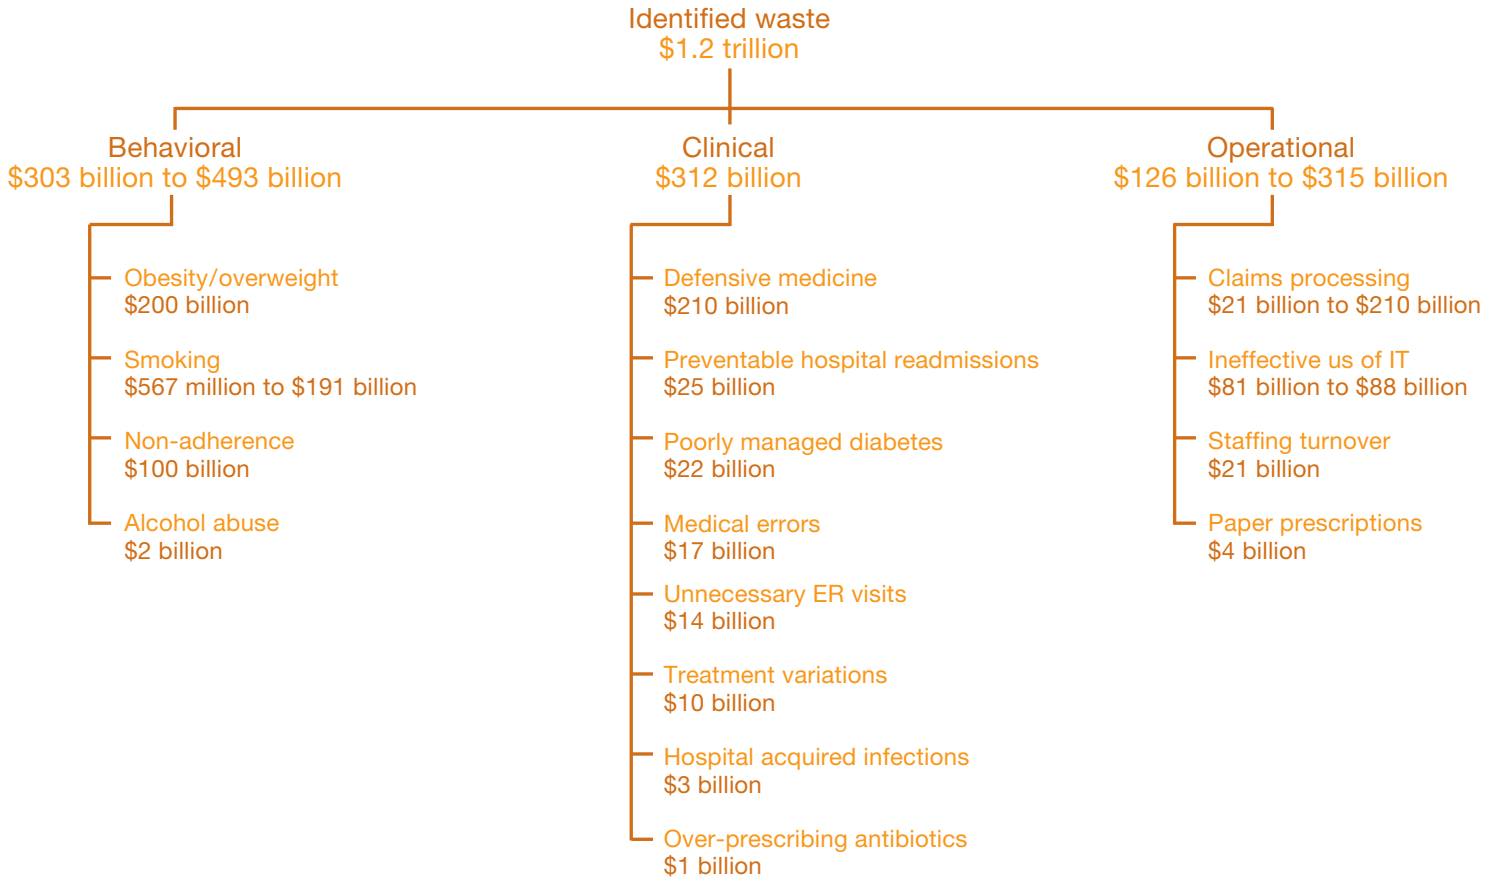 Identified waste
$1.2 trillion
Behavioral
$303 billion to $493 billion
Obesity/overweight
$200 billion
Smoking
$567 million to $191 billion
Non-adherence
$100 billion
Alcohol abuse
$2 billion
Clinical
$312 billion
Defensive medicine
$210 billion
Preventable hospital readmissions
$25 billion
Poorly managed diabetes
$22 billion
Medical errors
$17 billion
Unnecessary ER visits
$14 billion
Treatment variations
$10 billion
Hospital acquired infections
$3 billion
Over-prescribing antibiotics
$1 billion
Operational
$126 billion to $315 billion
Claims processing
$21 billion to $210 billion
Ineffective us of IT
$81 billion to $88 billion
Staffing turnover
$21 billion
Paper prescriptions
$4 billion